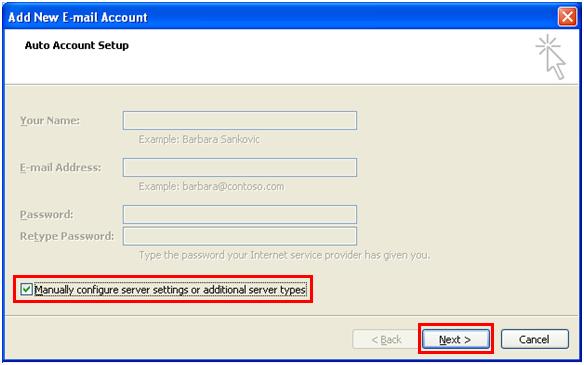 Add New E-mail Account
Auto Account Setup
Your Name:
Example: Barbara Sankovic
E-mail Address:
Example: barbara@contoso.com
Password:
Retype Password:
Type the password your Internet service provider has given you.
Manually configure server settings or additional server types
< Back Next > Cancel